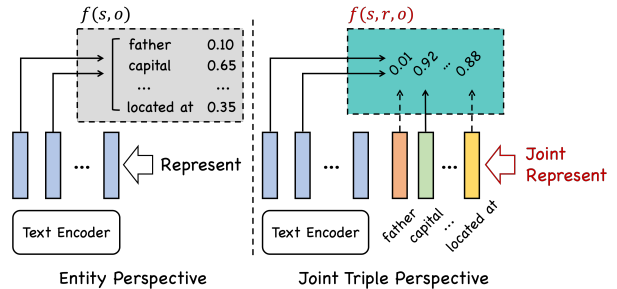 f(s,o)
father 0.10
capital 0.65
... ...
located at 0.35
... Represent
Text Encoder
Entity Perspective
f(s,r,o)
0.01 0.92 ... 0.88
... ... Joint
Represent
Text Encoder
father capital ... located at
Joint Triple Perspective